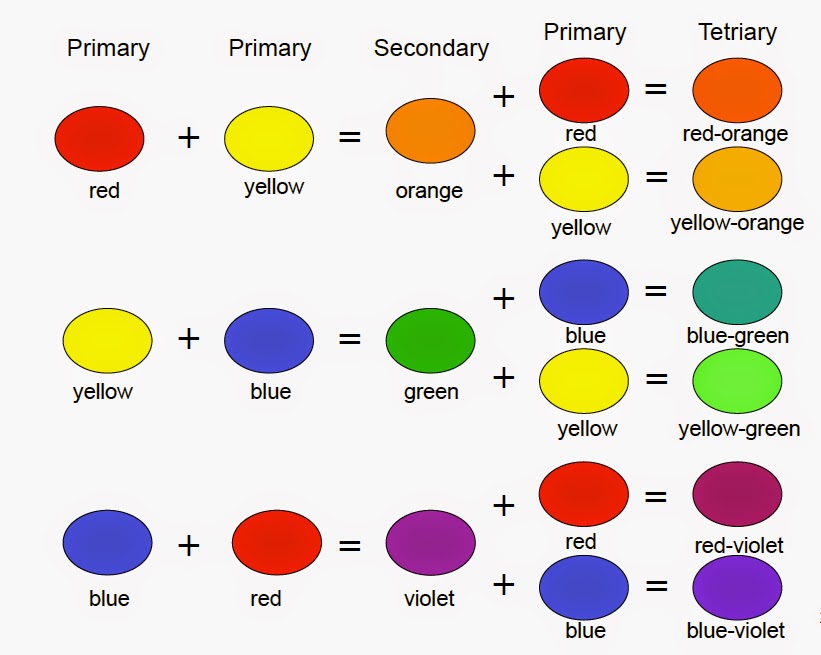 Primary Primary Secondary Primary Tetriary
+ red = red-orange
red + yellow = orange
+ yellow = yellow-orange
+ blue = blue-green
yellow + blue = green
+ yellow = yellow-green
+ red = red-violet
blue + red = violet
+ blue = blue-violet